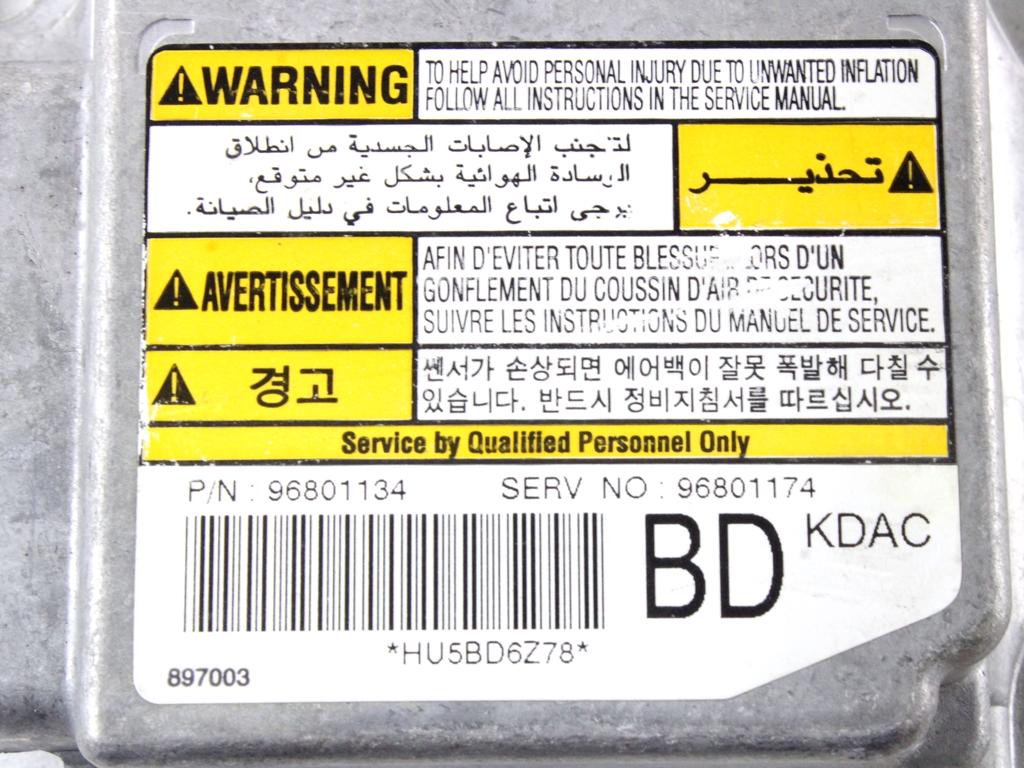 WARNING
TO HELP AVOID PERSONAL INJURY DUE TO UNWANTED INFLATION
FOLLOW ALL INSTRUCTIONS IN THE SERVICE MANUAL.
تحذيـــــر
لتجنب الإصابات الجسدية من انطلاق
الوسادة الهوائية بشكل غير متوقع،
يرجى اتباع المعلومات في دليل الصيانة.
AVERTISSEMENT
AFIN D'EVITER TOUTE BLESSURE LORS D'UN
GONFLEMENT DU COUSSIN D'AIR DE SECURITE,
SUIVRE LES INSTRUCTIONS DU MANUEL DE SERVICE.
경고
쎈서가 손상되면 에어백이 잘못 폭발해 다칠 수
있습니다. 반드시 정비지침서를 따르십시오.
Service by Qualified Personnel Only
P/N : 96801134 SERV NO : 96801174
BD KDAC
*HU5BD6Z78*
897003